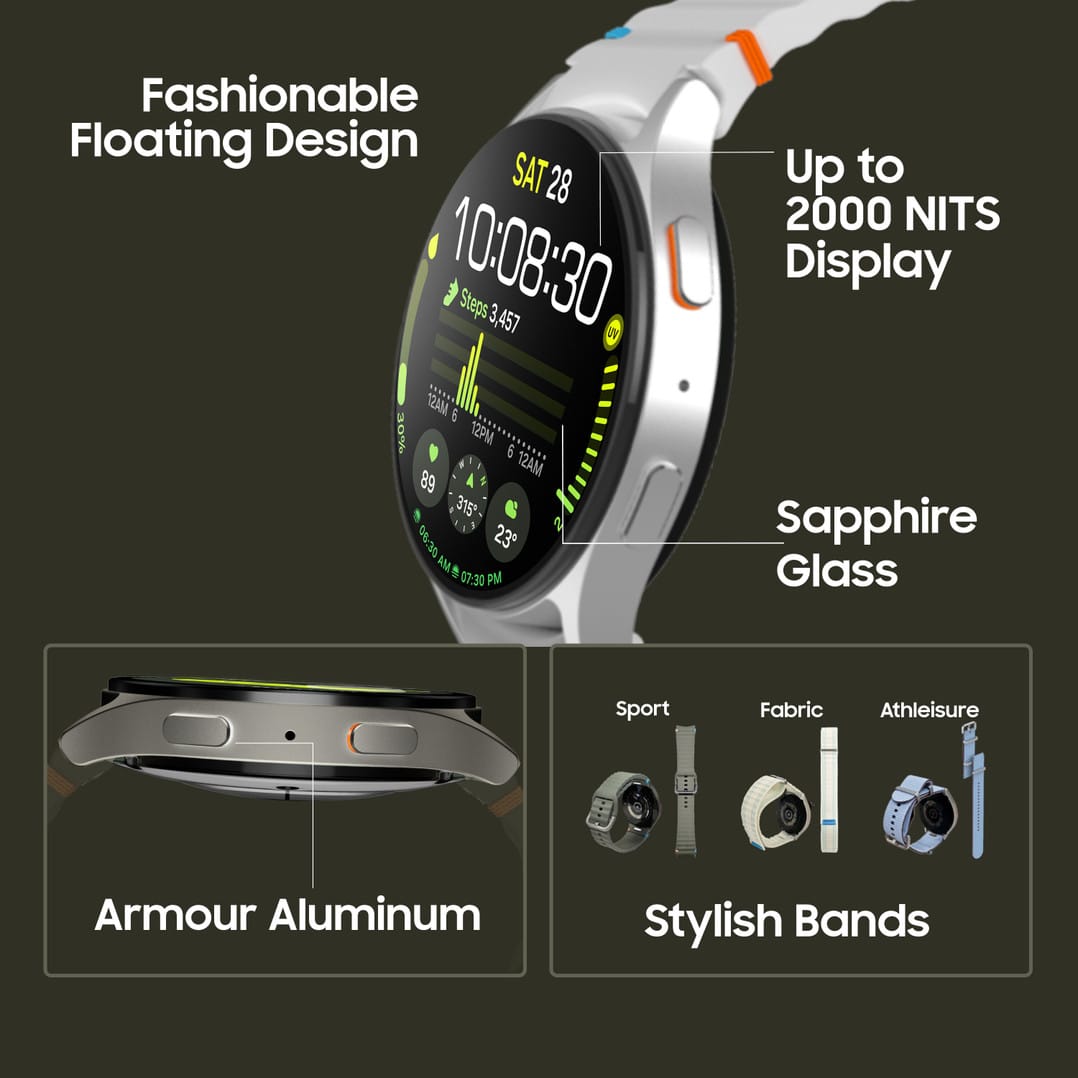 Fashionable
Floating Design
Up to
2000 NITS
Display
SAT 28
10:08:30
Steps 3,457
UV
12AM 6 12PM 6 12AM
30%
89
315°
23°
2
06:30 AM 07:30 PM
Sapphire
Glass
Armour Aluminum
Sport
Fabric
Athleisure
Stylish Bands